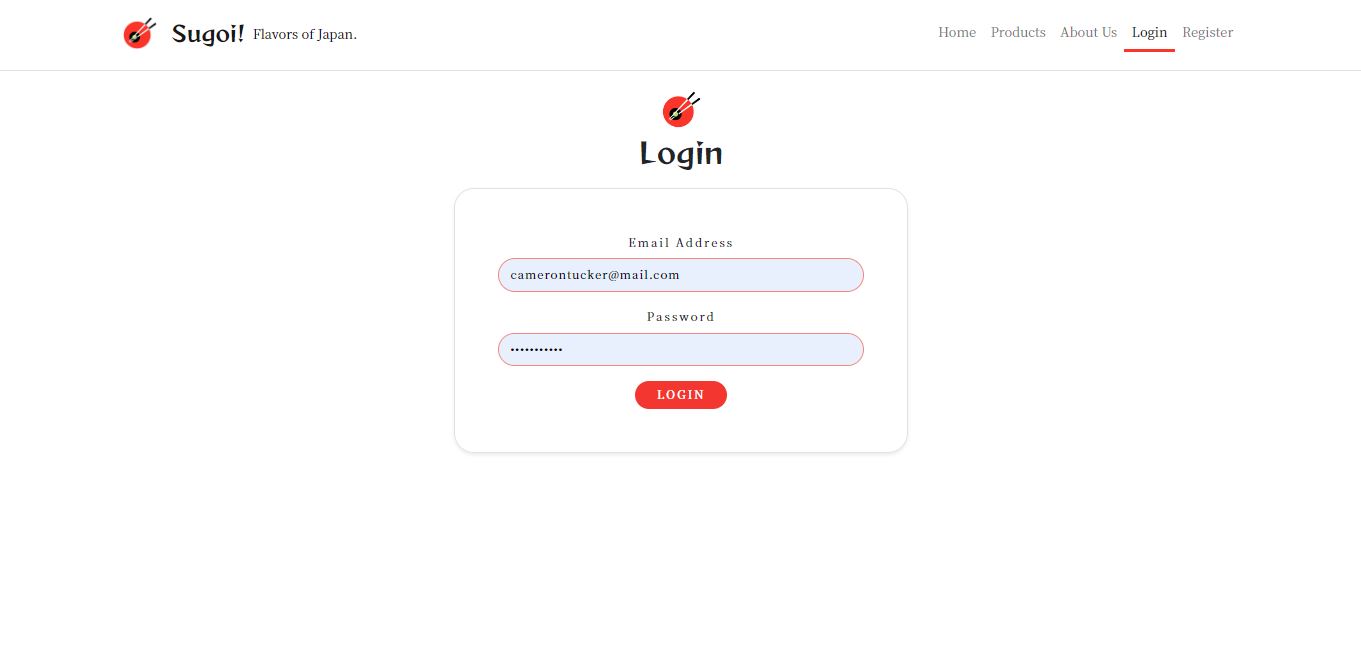 Sugoi! Flavors of Japan.
Home Products About Us Login Register
Login
Email Address
camerontucker@mail.com
Password
•••••••••••
LOGIN